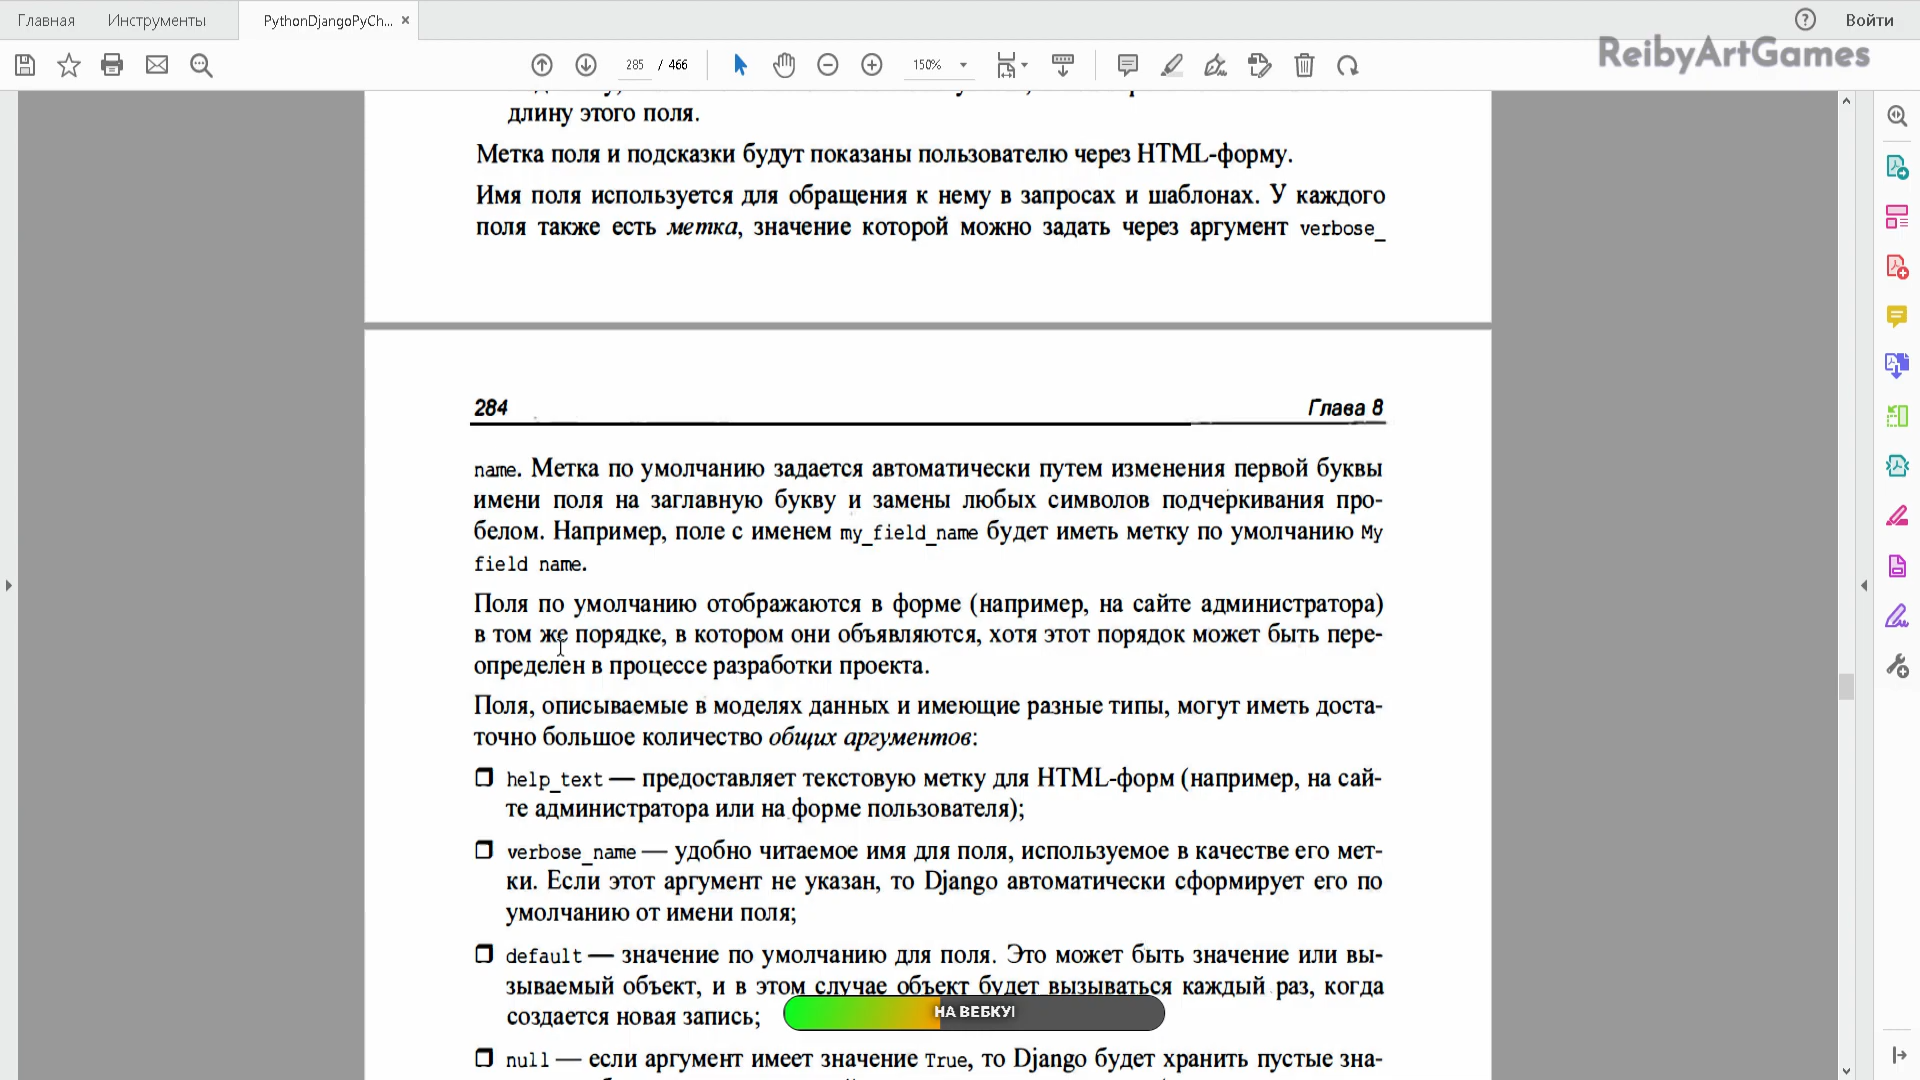 Главная Инструменты PythonDjangoPyCh... × Войти
285 / 466 150%
ReibyArtGames
длину этого поля.
Метка поля и подсказки будут показаны пользователю через HTML-форму.
Имя поля используется для обращения к нему в запросах и шаблонах. У каждого
поля также есть метка, значение которой можно задать через аргумент verbose_
284 Глава 8
name. Метка по умолчанию задается автоматически путем изменения первой буквы
имени поля на заглавную букву и замены любых символов подчеркивания про-
белом. Например, поле с именем my_field_name будет иметь метку по умолчанию My
field name.
Поля по умолчанию отображаются в форме (например, на сайте администратора)
в том же порядке, в котором они объявляются, хотя этот порядок может быть пере-
определен в процессе разработки проекта.
Поля, описываемые в моделях данных и имеющие разные типы, могут иметь доста-
точно большое количество общих аргументов:
❒ help_text — предоставляет текстовую метку для HTML-форм (например, на сай-
те администратора или на форме пользователя);
❒ verbose_name — удобно читаемое имя для поля, используемое в качестве его мет-
ки. Если этот аргумент не указан, то Django автоматически сформирует его по
умолчанию от имени поля;
❒ default — значение по умолчанию для поля. Это может быть значение или вы-
зываемый объект, и в этом случае объект будет вызываться каждый раз, когда
создается новая запись;
НА ВЕБКУ!
❒ null — если аргумент имеет значение True, то Django будет хранить пустые зна-